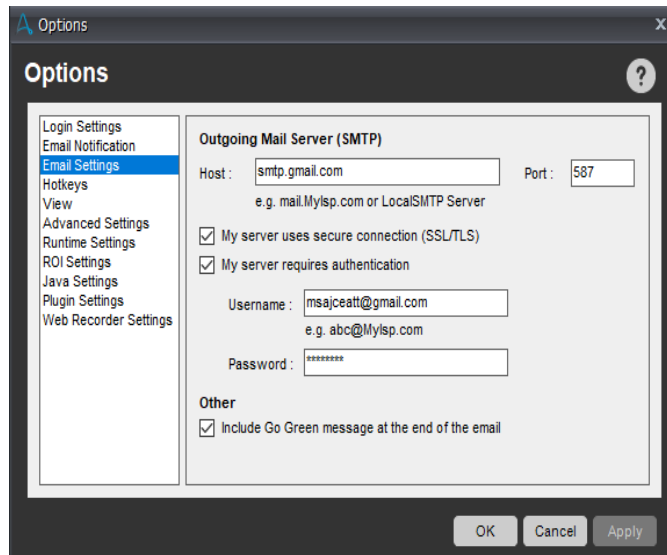 Options
x
Options
?
Login Settings
Email Notification
Email Settings
Hotkeys
View
Advanced Settings
Runtime Settings
ROI Settings
Java Settings
Plugin Settings
Web Recorder Settings
Outgoing Mail Server (SMTP)
Host : smtp.gmail.com Port : 587
e.g. mail.MyIsp.com or LocalSMTP Server
My server uses secure connection (SSL/TLS)
My server requires authentication
Username : msajceatt@gmail.com
e.g. abc@MyIsp.com
Password : ********
Other
Include Go Green message at the end of the email
OK Cancel Apply